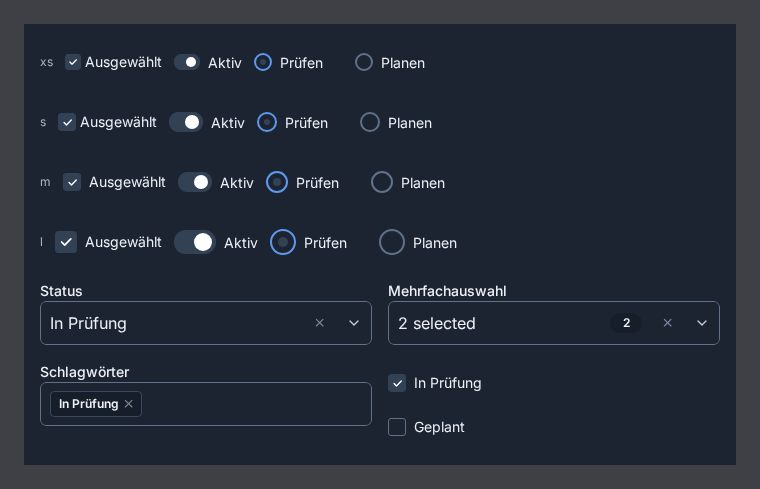 xs Ausgewählt Aktiv Prüfen Planen
s Ausgewählt Aktiv Prüfen Planen
m Ausgewählt Aktiv Prüfen Planen
l Ausgewählt Aktiv Prüfen Planen
Status Mehrfachauswahl
In Prüfung 2 selected 2
Schlagwörter
In Prüfung
In Prüfung
Geplant